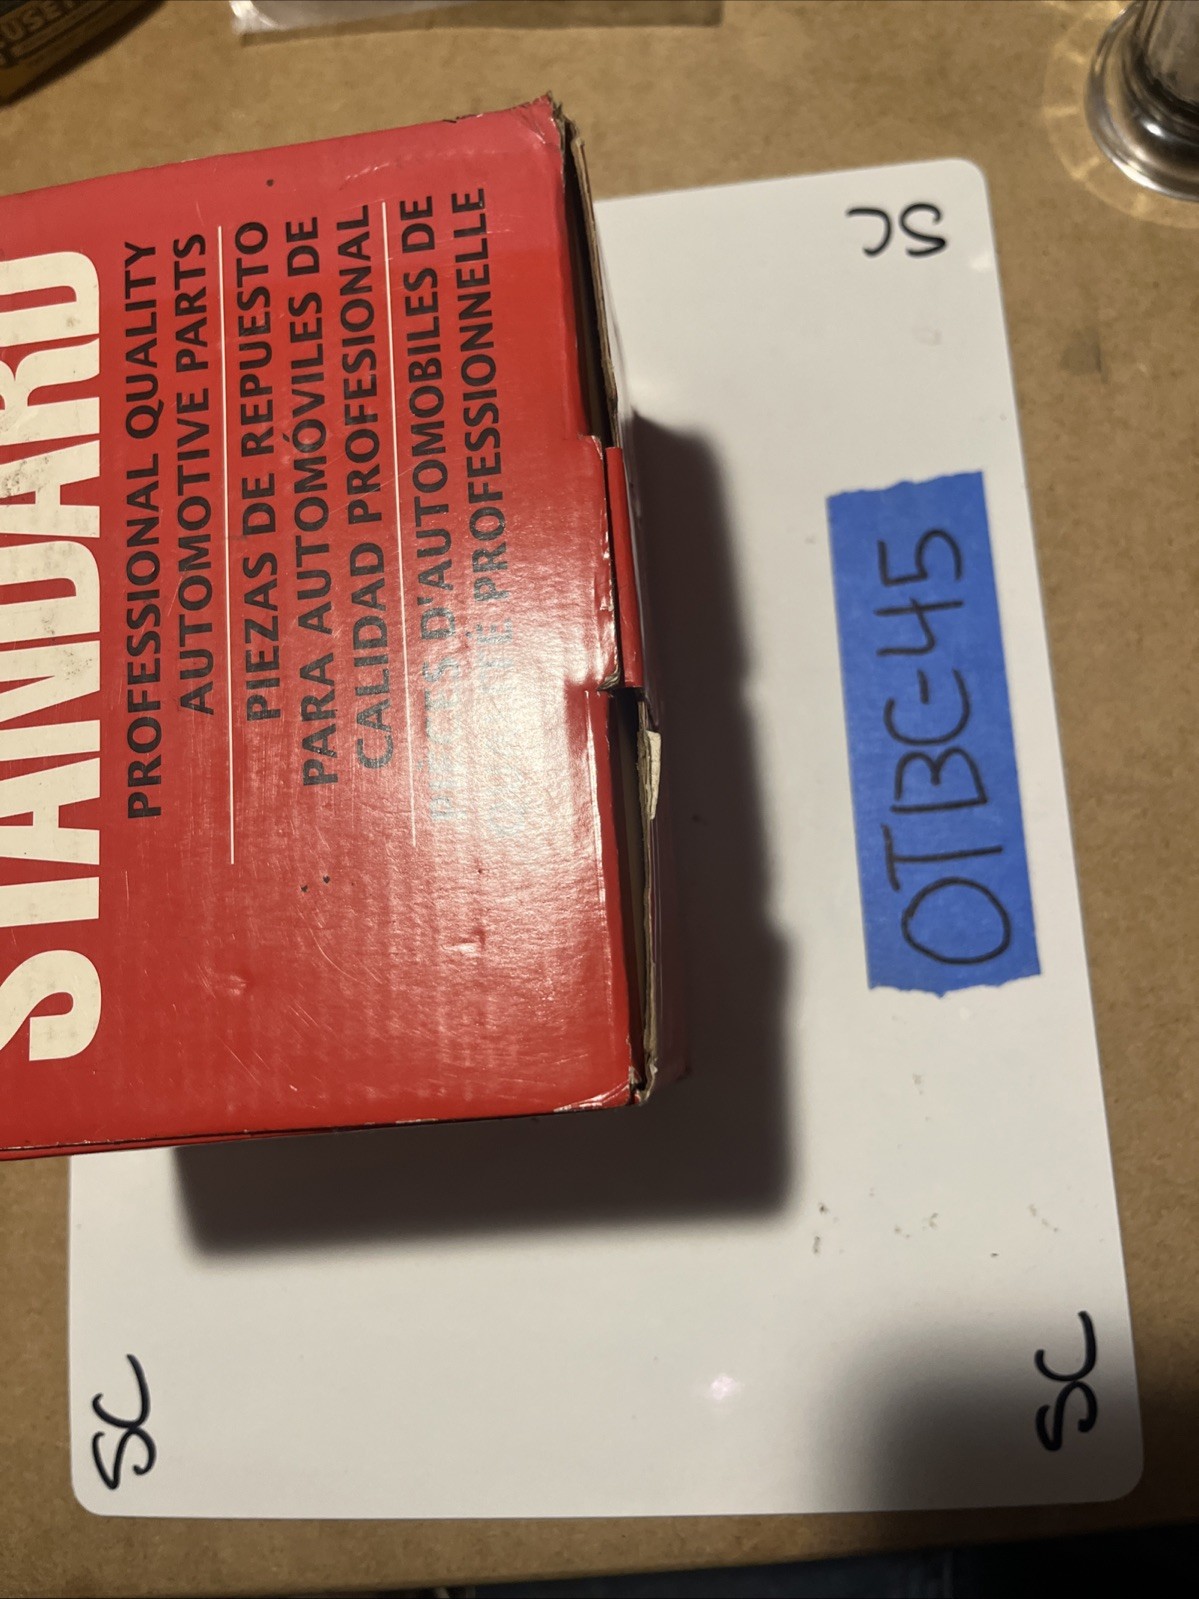 STANDARD
PROFESSIONAL QUALITY
AUTOMOTIVE PARTS
PIEZAS DE REPUESTO
PARA AUTOMÓVILES DE
CALIDAD PROFESIONAL
PIÈCES D'AUTOMOBILES DE
QUALITÉ PROFESSIONNELLE
OTBC-45
SC
SC
SC